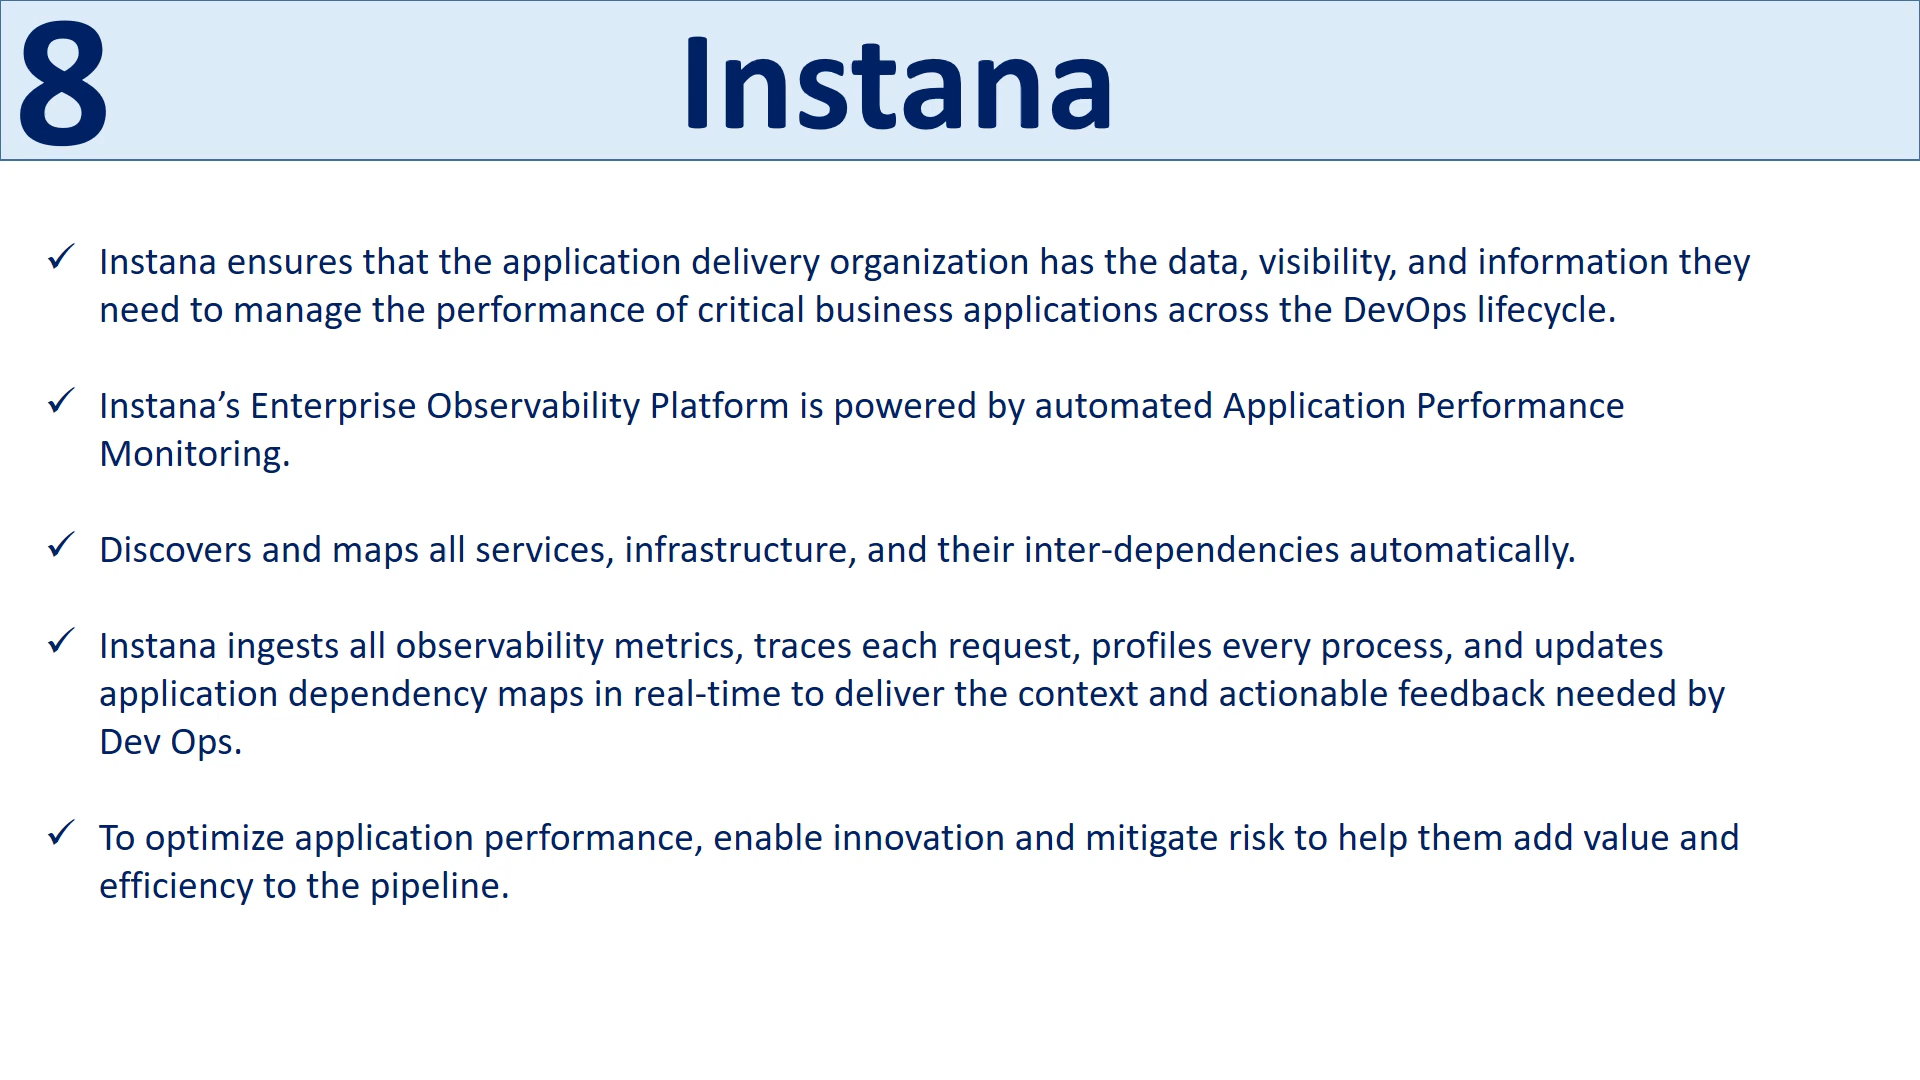 8
Instana
✓ Instana ensures that the application delivery organization has the data, visibility, and information they
need to manage the performance of critical business applications across the DevOps lifecycle.
✓ Instana’s Enterprise Observability Platform is powered by automated Application Performance
Monitoring.
✓ Discovers and maps all services, infrastructure, and their inter-dependencies automatically.
✓ Instana ingests all observability metrics, traces each request, profiles every process, and updates
application dependency maps in real-time to deliver the context and actionable feedback needed by
Dev Ops.
✓ To optimize application performance, enable innovation and mitigate risk to help them add value and
efficiency to the pipeline.